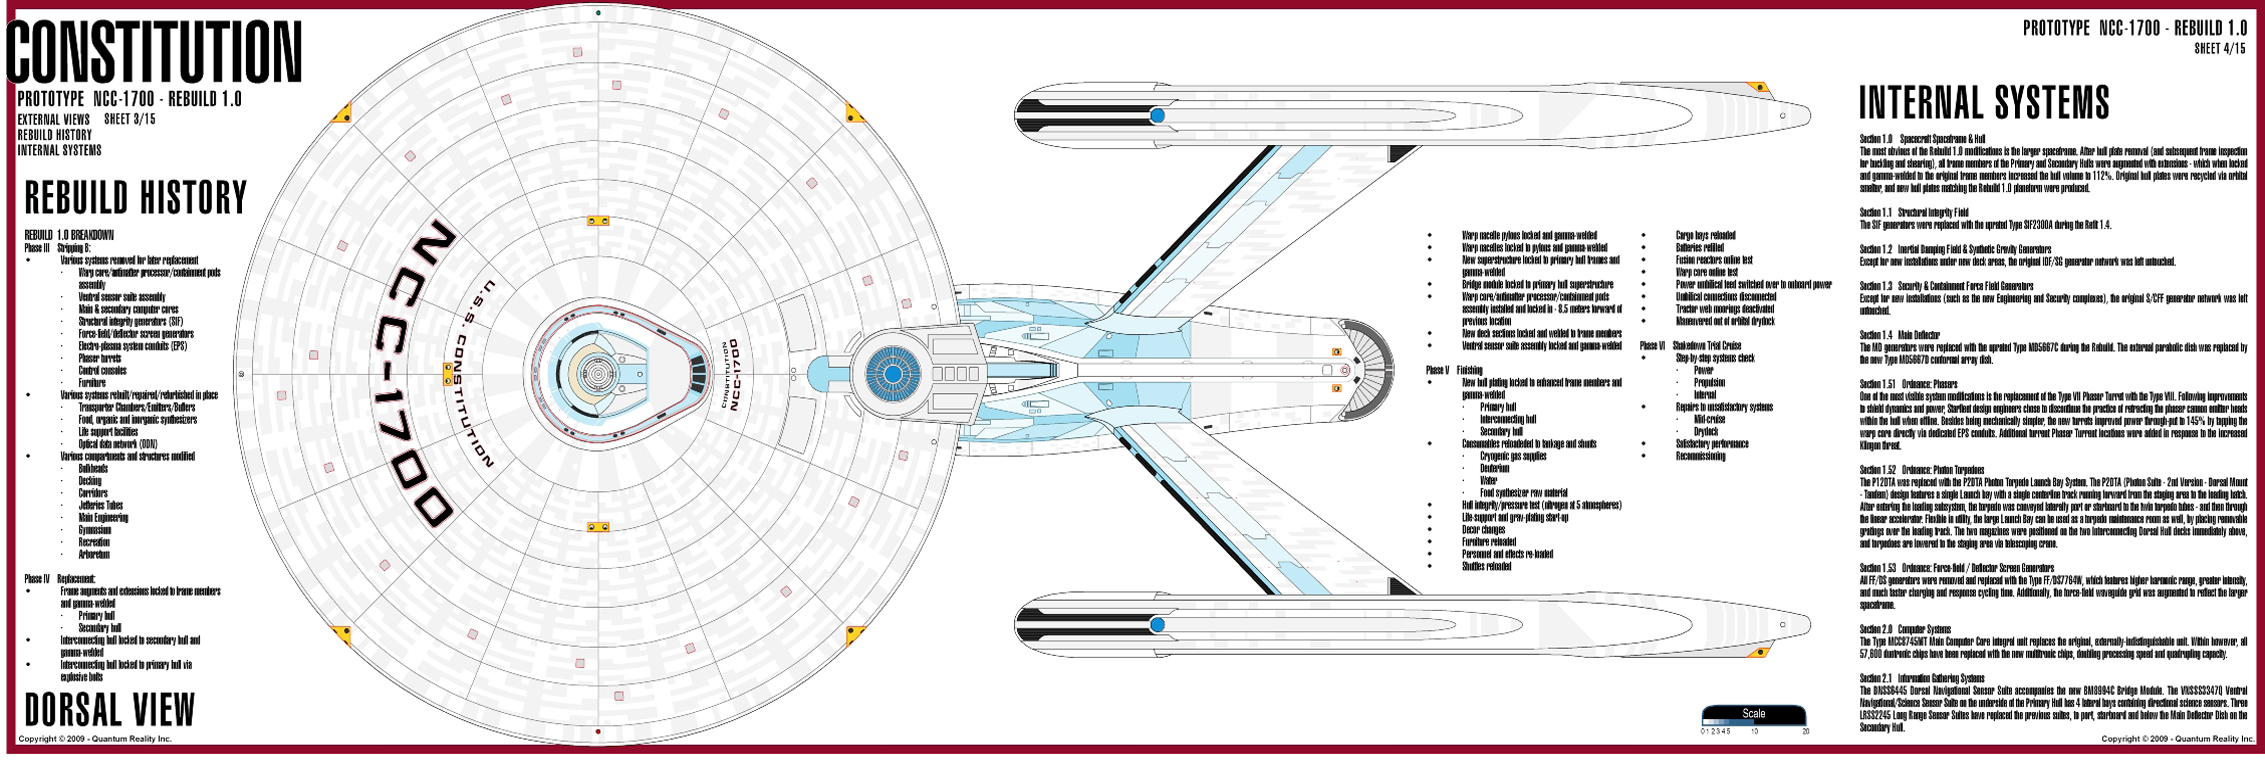 CONSTITUTION
PROTOTYPE NCC-1700 - REBUILD 1.0
EXTERNAL VIEWS SHEET 3/15
REBUILD HISTORY
INTERNAL SYSTEMS
REBUILD HISTORY
REBUILD 1.0 BREAKDOWN
Phase III Stripping B:
• Various systems removed for later replacement
· Warp core/antimatter processor/containment pods
assembly
· Ventral sensor suite assembly
· Main & secondary computer cores
· Structural integrity generators (SIF)
· Force-field/deflector screen generators
· Electro-plasma system conduits (EPS)
· Phaser turrets
· Control consoles
· Furniture
• Various systems rebuilt/repaired/refurbished in place
· Transporter Chambers/Emitters/Buffers
· Food, organic and inorganic synthesizers
· Life support facilities
· Optical data network (ODN)
• Various compartments and structures modified
· Bulkheads
· Decking
· Corridors
· Jefferies Tubes
· Main Engineering
· Gymnasium
· Recreation
· Arboretum
Phase IV Replacement:
• Frame augments and extensions locked to frame members
and gamma-welded
· Primary hull
· Secondary hull
• Interconnecting hull locked to secondary hull and
gamma-welded
• Interconnecting hull locked to primary hull via
explosive bolts
DORSAL VIEW
Copyright © 2009 - Quantum Reality Inc.
NCC-1700
U.S.S. CONSTITUTION
CONSTITUTION
NCC-1700
• Warp nacelle pylons locked and gamma-welded
• Warp nacelles locked to pylons and gamma-welded
• New superstructure locked to primary hull frames and
gamma-welded
• Bridge module locked to primary hull superstructure
• Warp core/antimatter processor/containment pods
assembly installed and locked in - 8.5 meters forward of
previous location
• New deck sections locked and welded to frame members
• Ventral sensor suite assembly locked and gamma-welded
Phase V Finishing
• New hull plating locked to enhanced frame members and
gamma-welded
· Primary hull
· Interconnecting hull
· Secondary hull
• Consumables reloadeded to tankage and shunts
· Cryogenic gas supplies
· Deuterium
· Water
· Food synthesizer raw material
• Hull integrity/pressure test (nitrogen at 5 atmospheres)
• Life-support and grav-plating start-up
• Decor changes
• Furniture reloaded
• Personnel and effects re-loaded
• Shuttles reloaded
• Cargo bays reloaded
• Batteries refilled
• Fusion reactors online test
• Warp core online test
• Power umbilical feed switched over to onboard power
• Umbilical connections disconnected
• Tractor web moorings deactivated
• Maneuvered out of orbital drydock
Phase VI Shakedown Trial Cruise
• Step-by-step systems check
· Power
· Propulsion
· Internal
• Repairs to unsatisfactory systems
· Mid-cruise
· Drydock
• Satisfactory performance
• Recommissioning
Scale
0 1 2 3 4 5 10 20
PROTOTYPE NCC-1700 - REBUILD 1.0
SHEET 4/15
INTERNAL SYSTEMS
Section 1.0 Spacecraft Spaceframe & Hull
The most obvious of the Rebuild 1.0 modifications is the larger spaceframe. After hull plate removal (and subsequent frame inspection
for buckling and shearing), all frame members of the Primary and Secondary Hulls were augmented with extensions - which when locked
and gamma-welded to the original frame members increased the hull volume to 112%. Original hull plates were recycled via orbital
smelter, and new hull plates matching the Rebuild 1.0 planeform were produced.
Section 1.1 Structural Integrity Field
The SIF generators were replaced with the uprated Type SIF2300A during the Refit 1.4.
Section 1.2 Inertial Damping Field & Synthetic Gravity Generators
Except for new installations under new deck areas, the original IDF/SG generator network was left untouched.
Section 1.3 Security & Containment Force Field Generators
Except for new installations (such as the new Engineering and Security complexes), the original S/CFF generator network was left
untouched.
Section 1.4 Main Deflector
The MD generators were replaced with the uprated Type MD5667C during the Rebuild. The external parabolic dish was replaced by
the new Type MD5667D conformal array dish.
Section 1.51 Ordnance: Phasers
One of the most visible system modifications is the replacement of the Type VII Phaser Turret with the Type VIII. Following improvements
to shield dynamics and power, Starfleet design engineers chose to discontinue the practice of retracting the phaser cannon emitter heads
within the hull when offline. Besides being mechanically simpler, the new turrets improved power through-put to 145% by tapping the
warp core directly via dedicated EPS conduits. Additional torrent Phaser Turrent locations were added in response to the increased
Klingon threat.
Section 1.52 Ordnance: Photon Torpedoes
The P1DTA was replaced with the P2DTA Photon Torpedo Launch Bay System. The P2DTA (Photon Suite - 2nd Version - Dorsal Mount
- Tandem) design features a single Launch bay with a single centerline track running forward from the staging area to the loading hatch.
After entering the loading subsystem, the torpedo was conveyed laterally port or starboard to the twin torpedo tubes - and then through
the linear accelerator. Flexible in utility, the large Launch Bay can be used as a torpedo maintenance room as well, by placing removable
gratings over the loading track. The two magazines were positioned on the two Interconnecting Dorsal Hull decks immediately above,
and torpedoes are lowered to the staging area via telescoping crane.
Section 1.53 Ordnance: Force-field / Deflector Screen Generators
All FF/DS generators were removed and replaced with the Type FF/DS7764W, which features higher harmonic range, greater intensity,
and much faster charging and response cycling time. Additionally, the force-field waveguide grid was augmented to reflect the larger
spaceframe.
Section 2.0 Computer Systems
The Type MCC8745MT Main Computer Core integral unit replaces the original, externally-indistinguishable unit. Within however, all
57,600 duotronic chips have been replaced with the new multitronic chips, doubling processing speed and quadrupling capacity.
Section 2.1 Information Gathering Systems
The DNSS6445 Dorsal Navigational Sensor Suite accompanies the new BM8994C Bridge Module. The VNSSS3347Q Ventral
Navigational/Science Sensor Suite on the underside of the Primary Hull has 4 lateral bays containing directional science sensors. Three
LRSS2245 Long Range Sensor Suites have replaced the previous suites, to port, starboard and below the Main Deflector Dish on the
Secondary Hull.
Copyright © 2009 - Quantum Reality Inc.